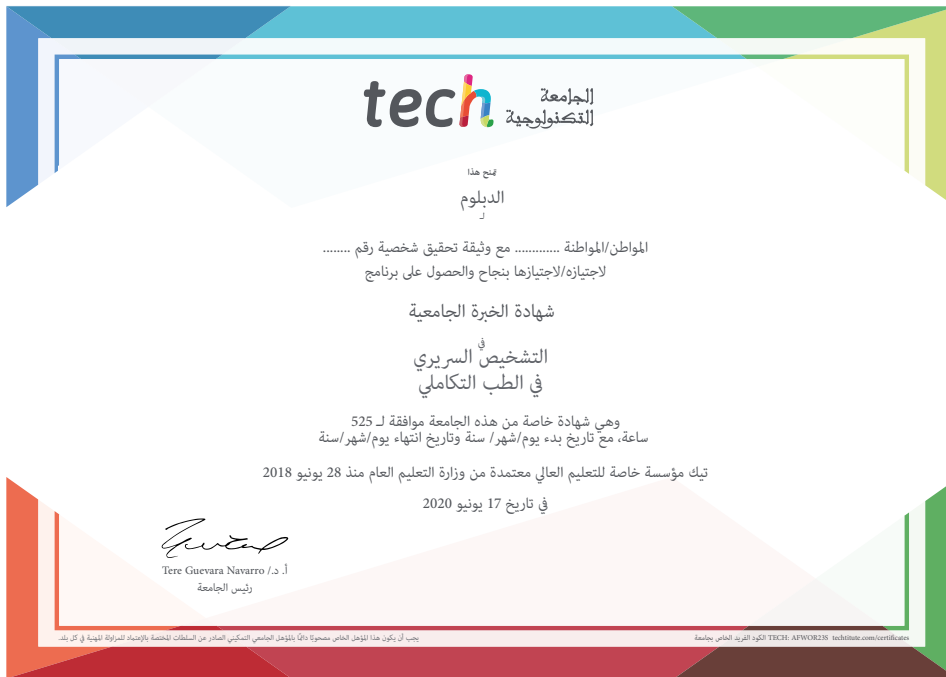 tech
الجامعة
التكنولوجية
يمنح هذا
الدبلوم
لـ
المواطن/المواطنة ............. مع وثيقة تحقيق شخصية رقم ........
لاجتيازه/لاجتيازها بنجاح والحصول على برنامج
شهادة الخبرة الجامعية
في
التشخيص السريري
في الطب التكاملي
وهي شهادة خاصة من هذه الجامعة موافقة لـ 525
ساعة، مع تاريخ بدء يوم/شهر/ سنة وتاريخ انتهاء يوم/شهر/سنة
تيك مؤسسة خاصة للتعليم العالي معتمدة من وزارة التعليم العام منذ 28 يونيو 2018
في تاريخ 17 يونيو 2020
أ. د./ Tere Guevara Navarro
رئيس الجامعة
يجب أن يكون هذا المؤهل الخاص مصحوبًا دائمًا بالمؤهل الجامعي التمكيني الصادر عن السلطات المختصة بالإعتماد للمزاولة المهنية في كل بلد.
الكود الفريد الخاص بجامعة TECH: AFWOR23S techtitute.com/certificates